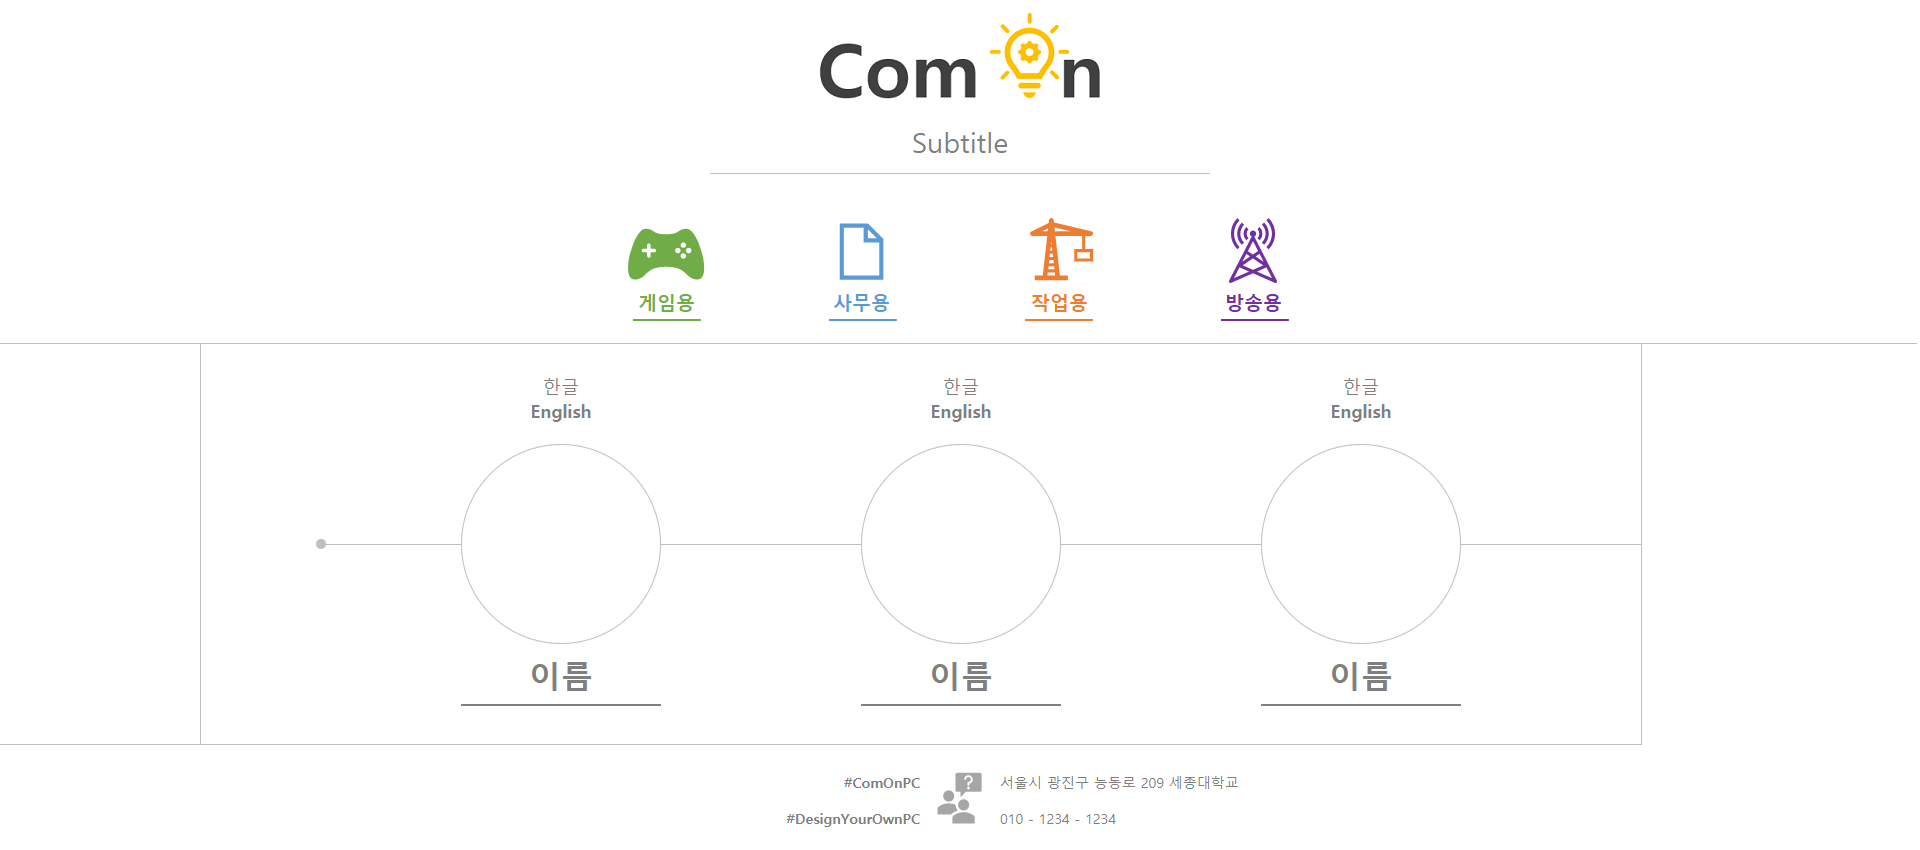 Com n
Subtitle
게임용
사무용
작업용
방송용
한글
English
한글
English
한글
English
이름
이름
이름
#ComOnPC
?
서울시 광진구 능동로 209 세종대학교
#DesignYourOwnPC
010 - 1234 - 1234